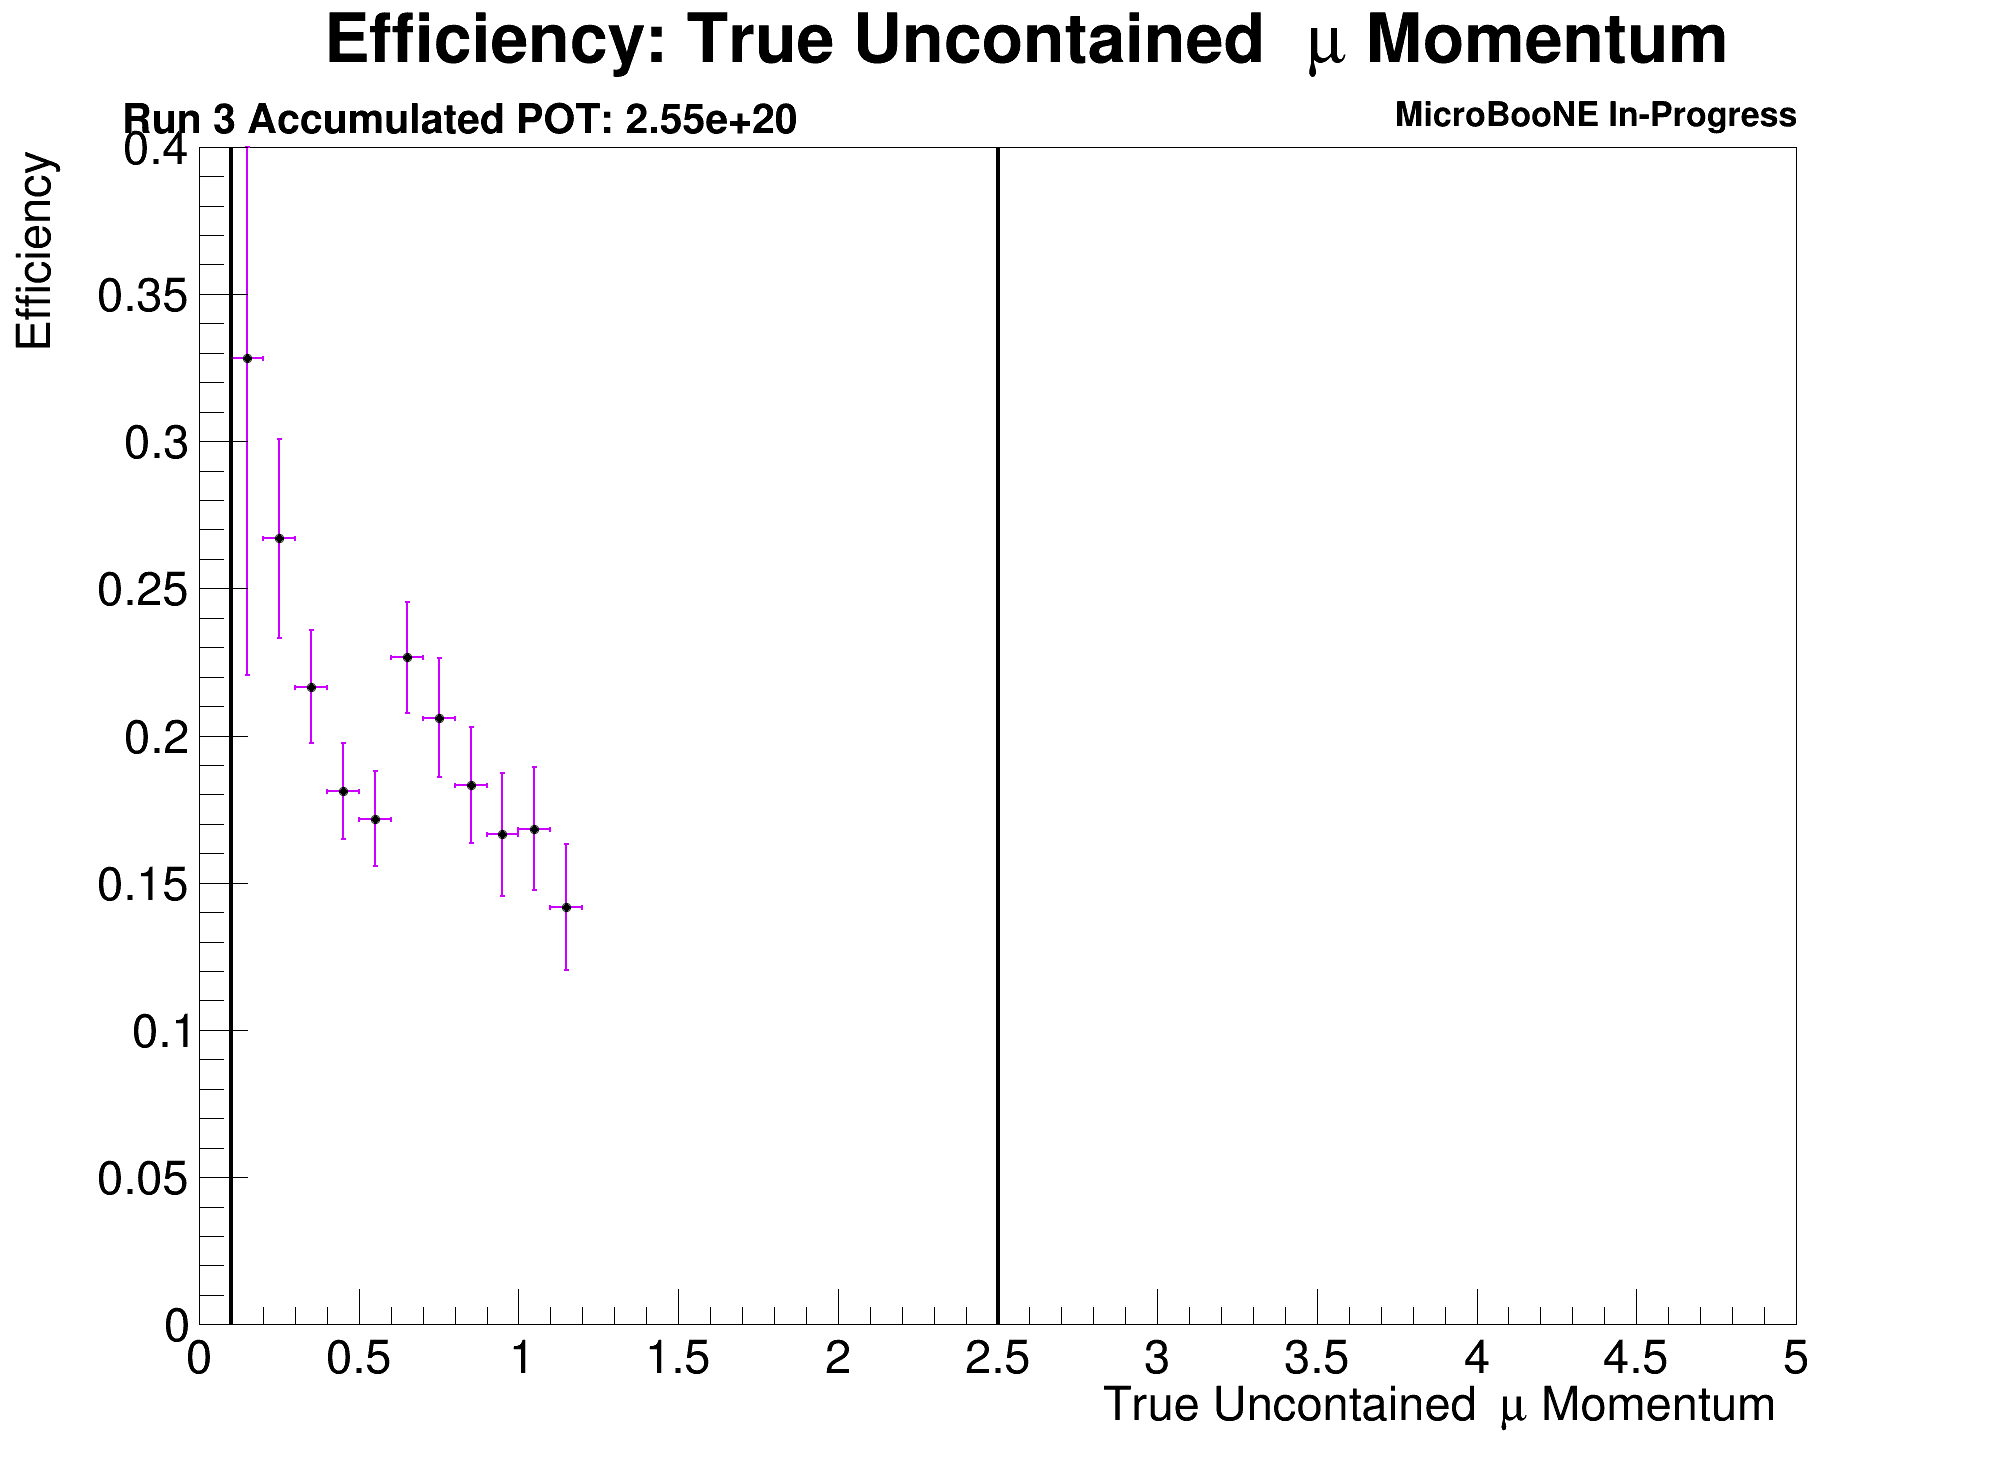 Efficiency: True Uncontained μ Momentum
Run 3 Accumulated POT: 2.55e+20
MicroBooNE In-Progress
Efficiency
0.4
0.35
0.3
0.25
0.2
0.15
0.1
0.05
0
0 0.5 1 1.5 2 2.5 3 3.5 4 4.5 5
True Uncontained μ Momentum